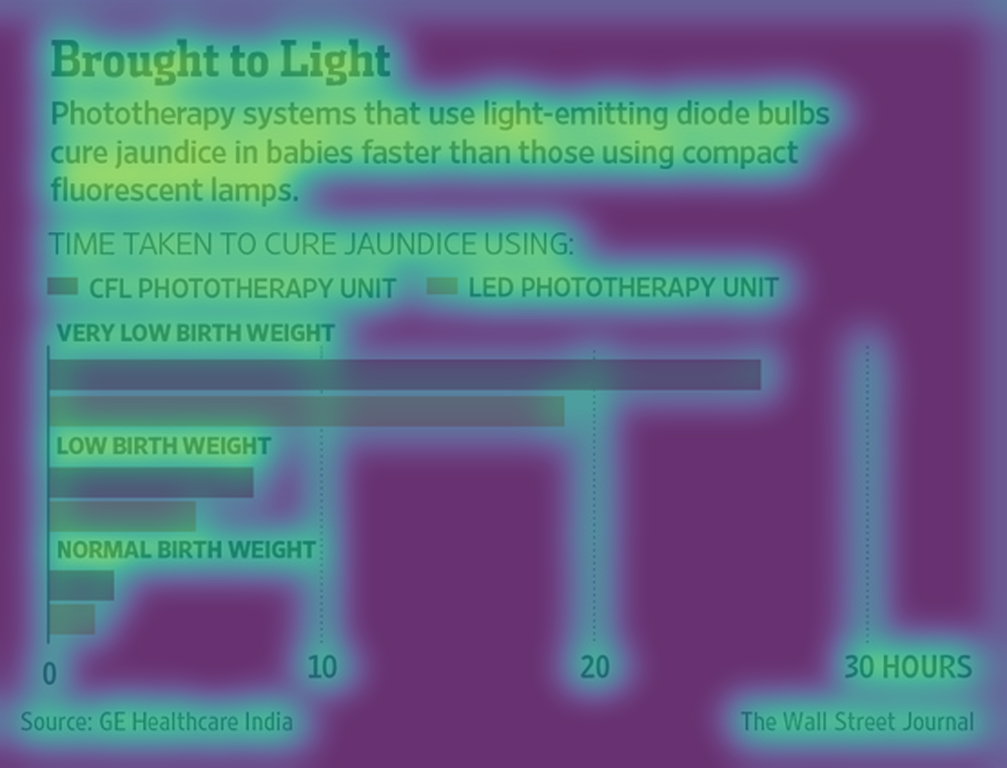 Brought to Light
Phototherapy systems that use light-emitting diode bulbs
cure jaundice in babies faster than those using compact
fluorescent lamps.
TIME TAKEN TO CURE JAUNDICE USING:
CFL PHOTOTHERAPY UNIT LED PHOTOTHERAPY UNIT
VERY LOW BIRTH WEIGHT
LOW BIRTH WEIGHT
NORMAL BIRTH WEIGHT
0 10 20 30 HOURS
Source: GE Healthcare India The Wall Street Journal